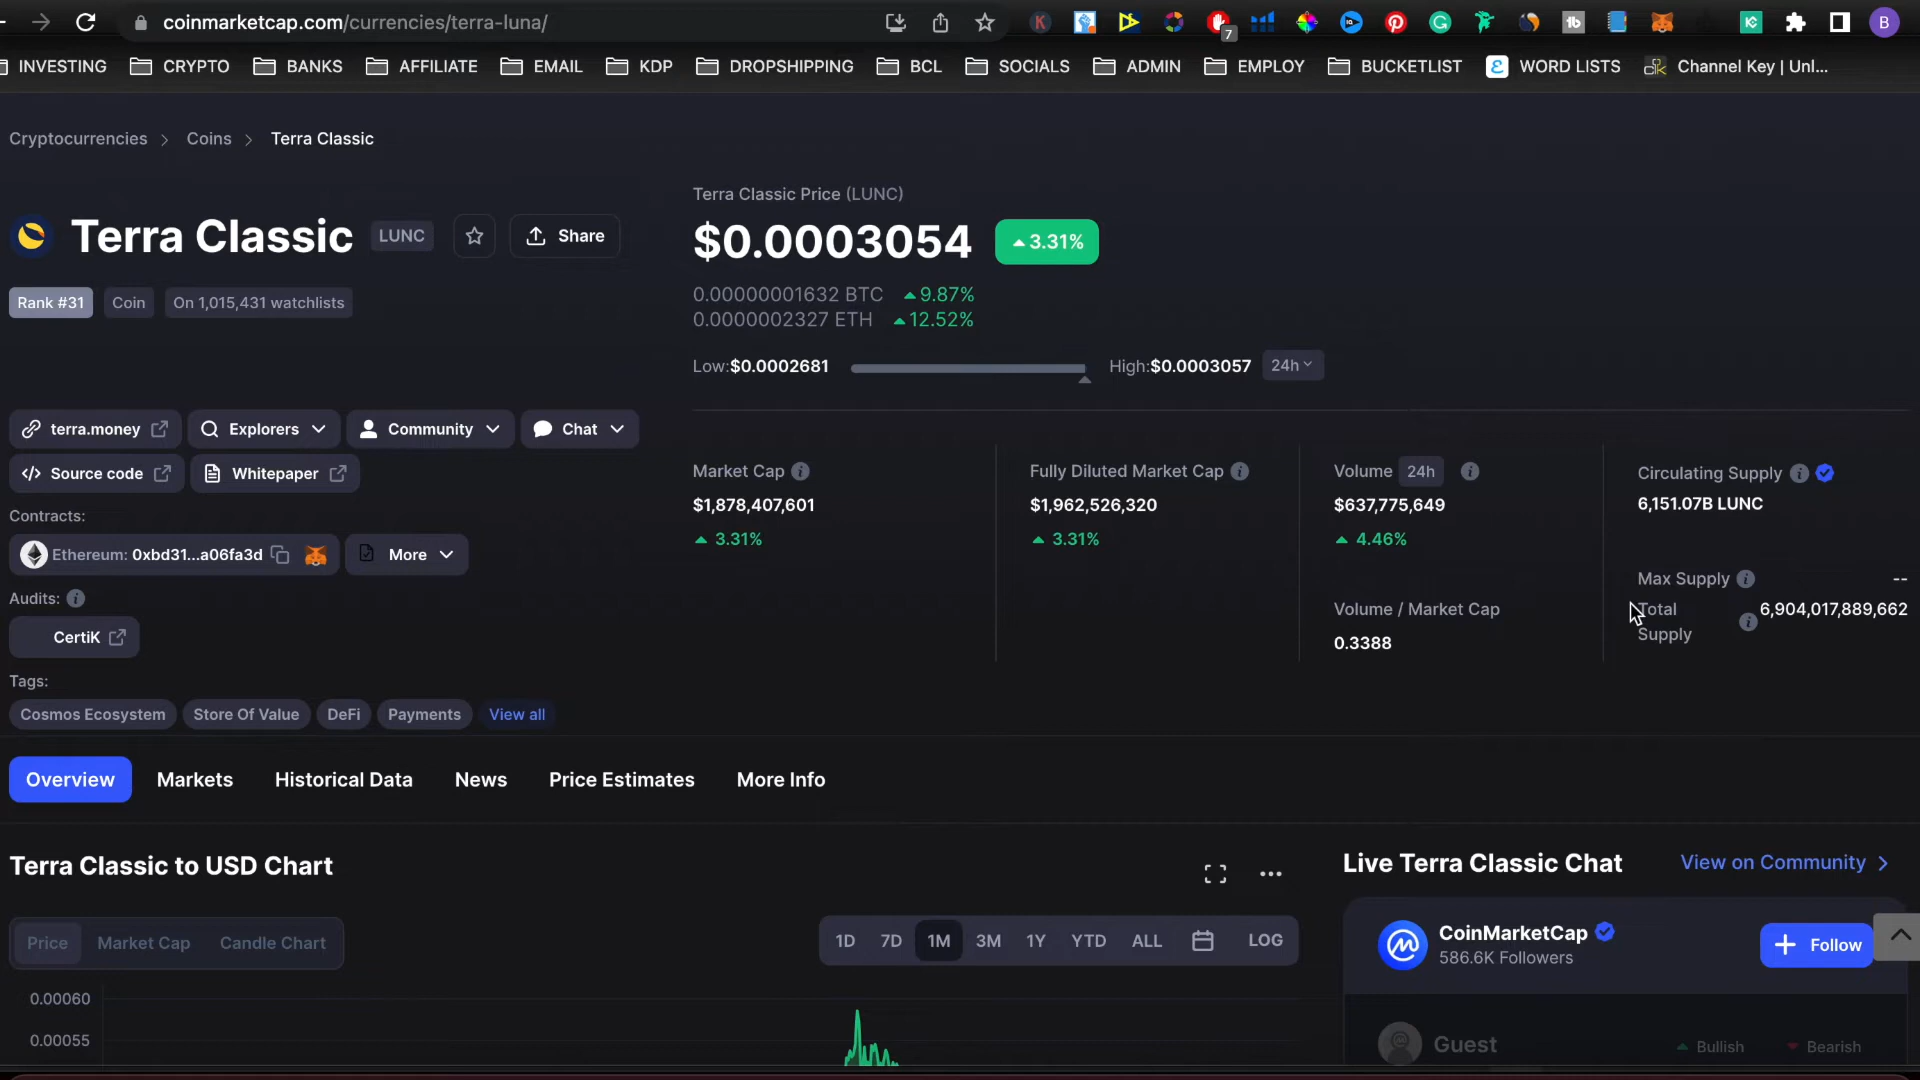 coinmarketcap.com/currencies/terra-luna/
7
B
INVESTING CRYPTO BANKS AFFILIATE EMAIL KDP DROPSHIPPING BCL SOCIALS ADMIN EMPLOY BUCKETLIST WORD LISTS Channel Key | Unl...
Cryptocurrencies > Coins > Terra Classic
Terra Classic LUNC Share
Rank #31 Coin On 1,015,431 watchlists
terra.money Explorers Community Chat
Source code Whitepaper
Contracts:
Ethereum: 0xbd31...a06fa3d More
Audits:
CertiK
Tags:
Cosmos Ecosystem Store Of Value DeFi Payments View all
Terra Classic Price (LUNC)
$0.0003054 3.31%
0.00000001632 BTC 9.87%
0.0000002327 ETH 12.52%
Low:$0.0002681 High:$0.0003057 24h
Market Cap
$1,878,407,601
3.31%
Fully Diluted Market Cap
$1,962,526,320
3.31%
Volume 24h
$637,775,649
4.46%
Volume / Market Cap
0.3388
Circulating Supply
6,151.07B LUNC
Max Supply --
Total Supply 6,904,017,889,662
Overview Markets Historical Data News Price Estimates More Info
Terra Classic to USD Chart
Price Market Cap Candle Chart
1D 7D 1M 3M 1Y YTD ALL LOG
0.00060
0.00055
Live Terra Classic Chat View on Community >
CoinMarketCap
586.6K Followers
+ Follow
Guest Bullish Bearish